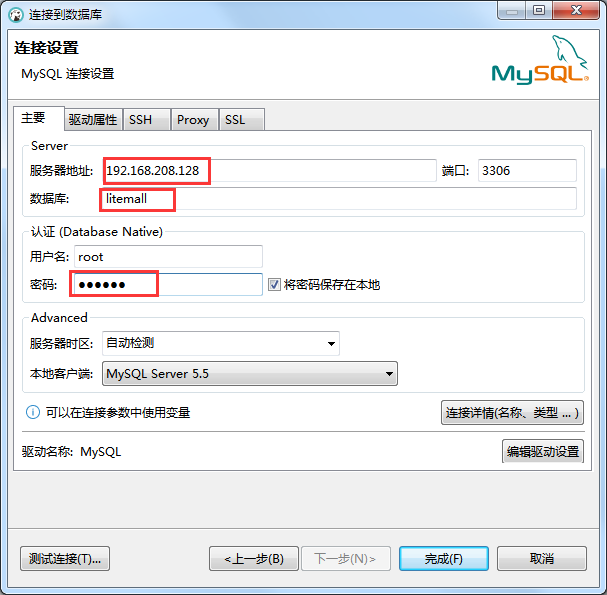 连接到数据库
连接设置
MySQL 连接设置
MySQL®
主要 驱动属性 SSH Proxy SSL
Server
服务器地址: 192.168.208.128 端口: 3306
数据库: litemall
认证 (Database Native)
用户名: root
密码: ●●●●●● 将密码保存在本地
Advanced
服务器时区: 自动检测
本地客户端: MySQL Server 5.5
可以在连接参数中使用变量 连接详情(名称、类型 ... )
驱动名称: MySQL 编辑驱动设置
测试连接(T)... <上一步(B) 下一步(N)> 完成(F) 取消